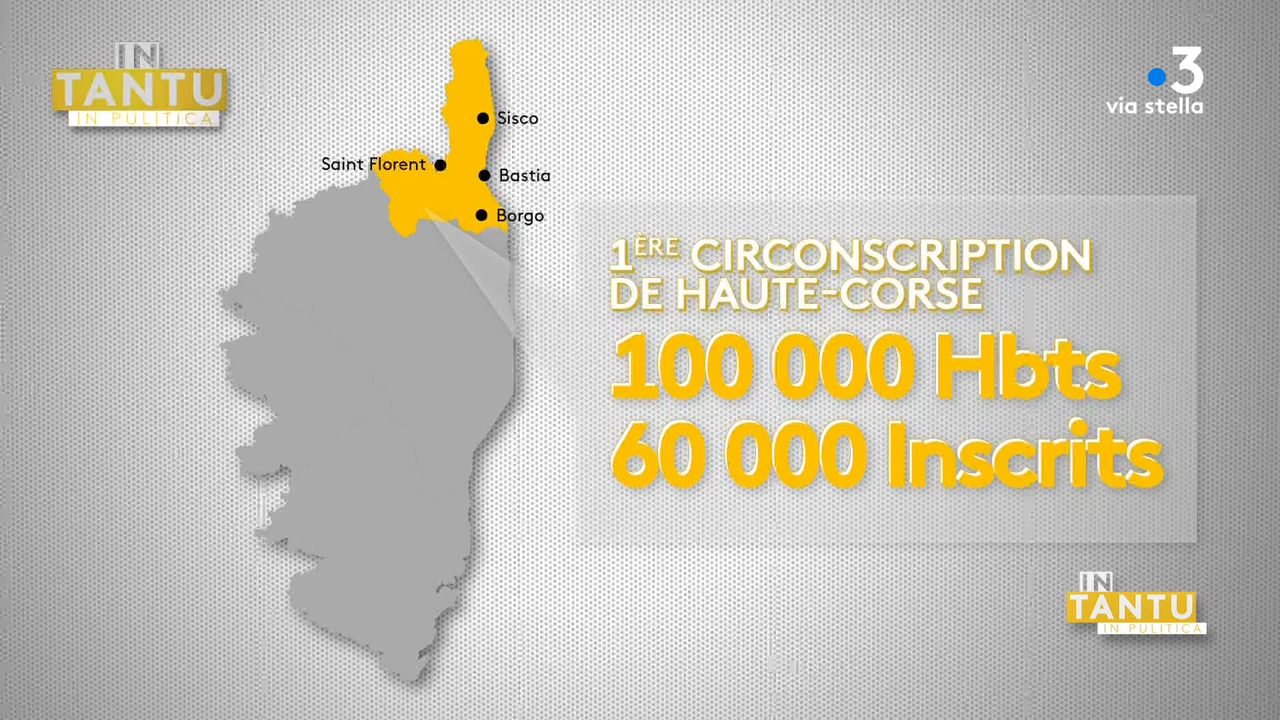 IN
TANTU
IN PULITICA
3
via stella
Sisco
Saint Florent
Bastia
Borgo
1ÈRE CIRCONSCRIPTION
DE HAUTE-CORSE
100 000 Hbts
60 000 Inscrits
IN
TANTU
IN PULITICA